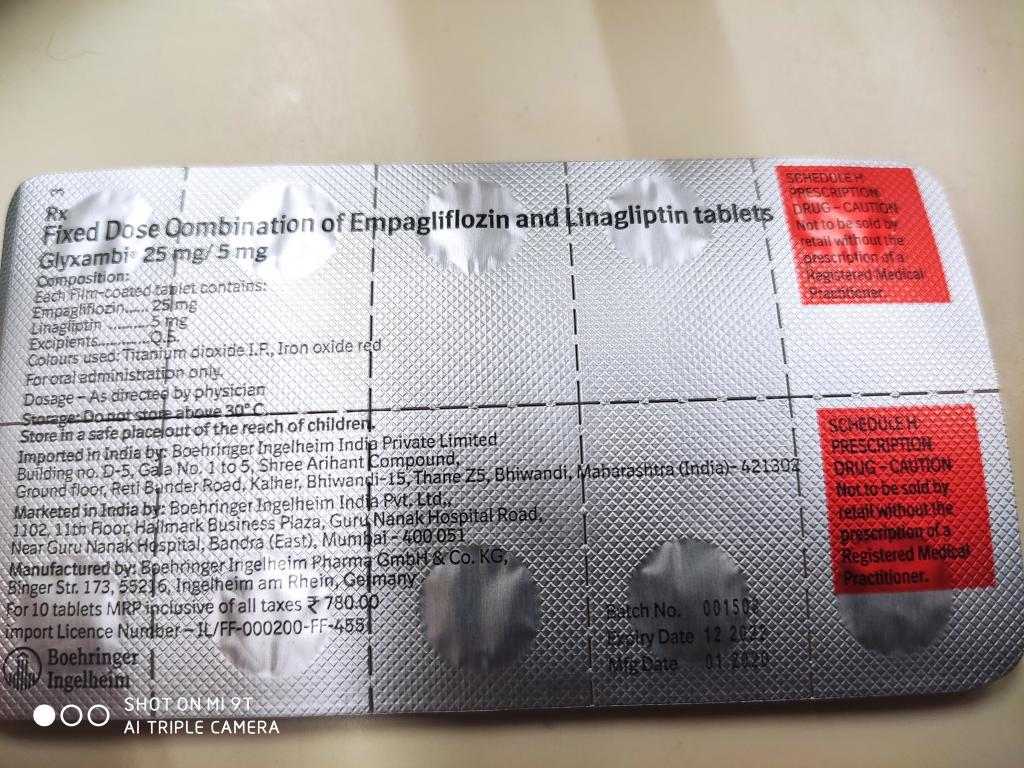 Rx
Fixed Dose Combination of Empagliflozin and Linagliptin tablets
Glyxambi® 25 mg/ 5 mg
Composition:
Each Film-coated tablet contains:
Empagliflozin...... 25 mg
Linagliptin ..........5 mg
Excipients............Q.S.
Colours used: Titanium dioxide I.P., Iron oxide red
For oral administration only.
Dosage – As directed by physician
Storage: Do not store above 30°C.
Store in a safe place out of the reach of children.
Imported in India by: Boehringer Ingelheim India Private Limited
Building no. D-5, Gala No. 1 to 5, Shree Arihant Compound,
Ground floor, Reti Bunder Road, Kalher, Bhiwandi-15, Thane Z5, Bhiwandi, Maharashtra (India)- 421302
Marketed in India by: Boehringer Ingelheim India Pvt. Ltd.,
1102, 11th Floor, Hallmark Business Plaza, Guru Nanak Hospital Road,
Near Guru Nanak Hospital, Bandra (East), Mumbai - 400 051
Manufactured by: Boehringer Ingelheim Pharma GmbH & Co. KG,
Binger Str. 173, 55216, Ingelheim am Rhein, Germany
For 10 tablets MRP inclusive of all taxes ₹ 780.00
Import Licence Number – IL/FF-000200-FF-4551
Boehringer
Ingelheim
SCHEDULE H
PRESCRIPTION
DRUG – CAUTION
Not to be sold by
retail without the
prescription of a
Registered Medical
Practitioner.
SCHEDULE H
PRESCRIPTION
DRUG – CAUTION
Not to be sold by
retail without the
prescription of a
Registered Medical
Practitioner.
Batch No.
Expiry Date 12 2022
Mfg Date 01 2020
SHOT ON MI 9T
AI TRIPLE CAMERA